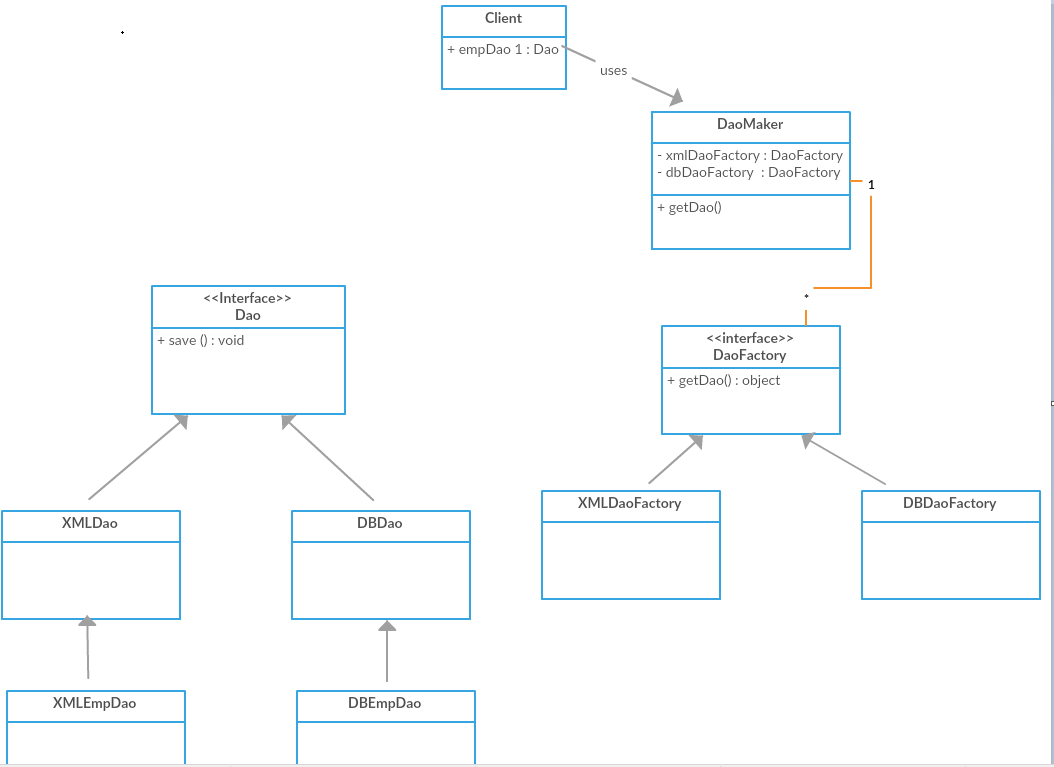 Client
+ empDao 1 : Dao
uses
DaoMaker
- xmlDaoFactory : DaoFactory
- dbDaoFactory : DaoFactory
+ getDao()
1
*
<<Interface>>
Dao
+ save () : void
<<interface>>
DaoFactory
+ getDao() : object
XMLDao
DBDao
XMLDaoFactory
DBDaoFactory
XMLEmpDao
DBEmpDao